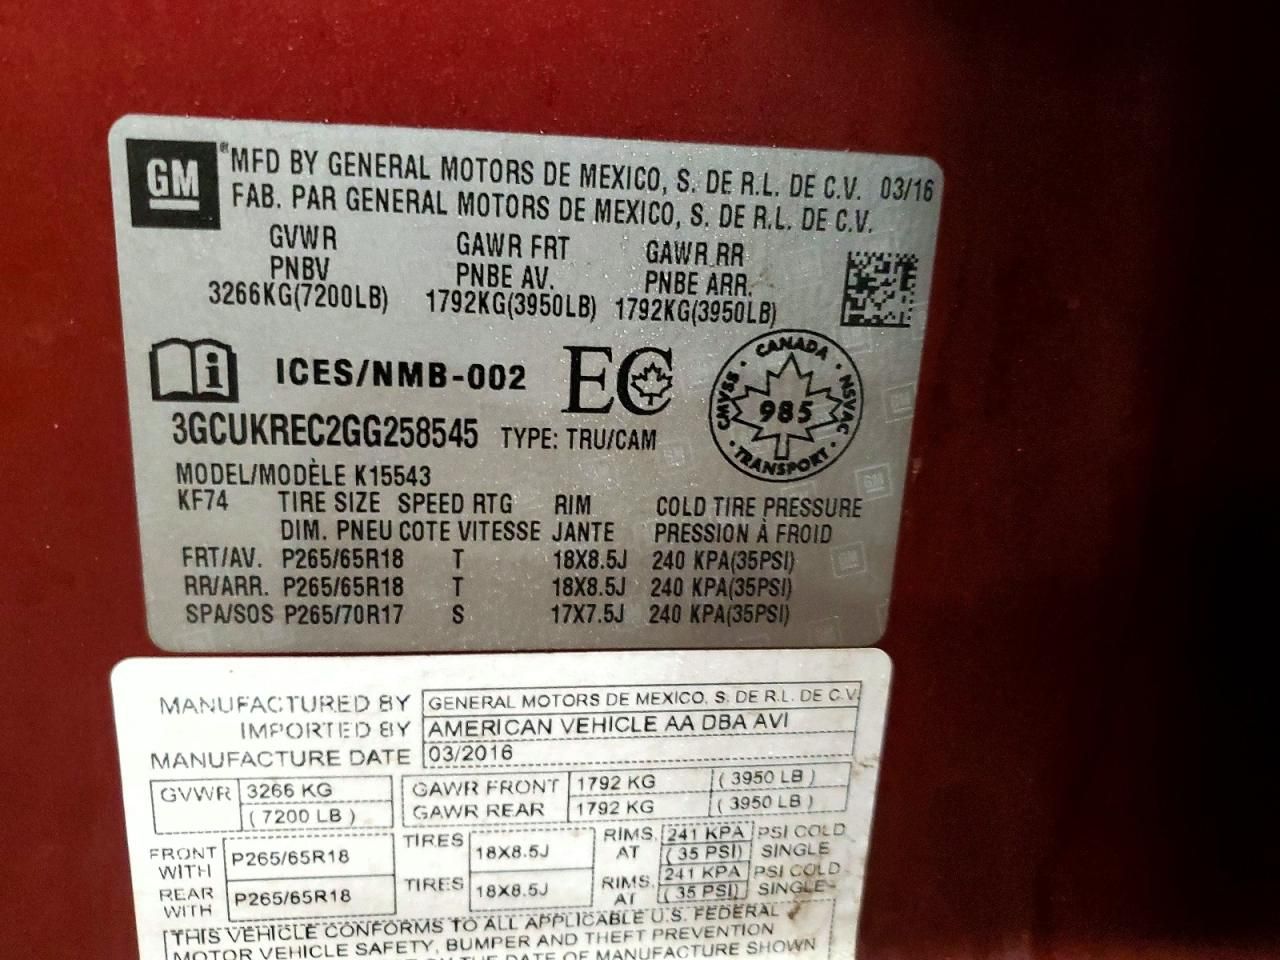 GM ® MFD BY GENERAL MOTORS DE MEXICO, S. DE R.L. DE C.V. 03/16
FAB. PAR GENERAL MOTORS DE MEXICO, S. DE R.L. DE C.V.
GVWR GAWR FRT GAWR RR
PNBV PNBE AV. PNBE ARR.
3266KG(7200LB) 1792KG(3950LB) 1792KG(3950LB)
i ICES/NMB-002 EC
CANADA
CMVSS 985 NSVAC
TRANSPORT
3GCUKREC2GG258545 TYPE: TRU/CAM
MODEL/MODÈLE K15543
KF74 TIRE SIZE SPEED RTG RIM COLD TIRE PRESSURE
DIM. PNEU COTE VITESSE JANTE PRESSION À FROID
FRT/AV. P265/65R18 T 18X8.5J 240 KPA(35PSI)
RR/ARR. P265/65R18 T 18X8.5J 240 KPA(35PSI)
SPA/SOS P265/70R17 S 17X7.5J 240 KPA(35PSI)
MANUFACTURED BY GENERAL MOTORS DE MEXICO, S. DE R.L. DE C.V.
IMPORTED BY AMERICAN VEHICLE AA DBA AVI
MANUFACTURE DATE 03/2016
GVWR 3266 KG (7200 LB) GAWR FRONT 1792 KG (3950 LB)
GAWR REAR 1792 KG (3950 LB)
FRONT WITH P265/65R18 TIRES 18X8.5J RIMS, AT 241 KPA (35 PSI) PSI COLD SINGLE
REAR WITH P265/65R18 TIRES 18X8.5J RIMS, AT 241 KPA (35 PSI) PSI COLD SINGLE
THIS VEHICLE CONFORMS TO ALL APPLICABLE U.S. FEDERAL
MOTOR VEHICLE SAFETY, BUMPER AND THEFT PREVENTION
THE DATE OF MANUFACTURE SHOWN